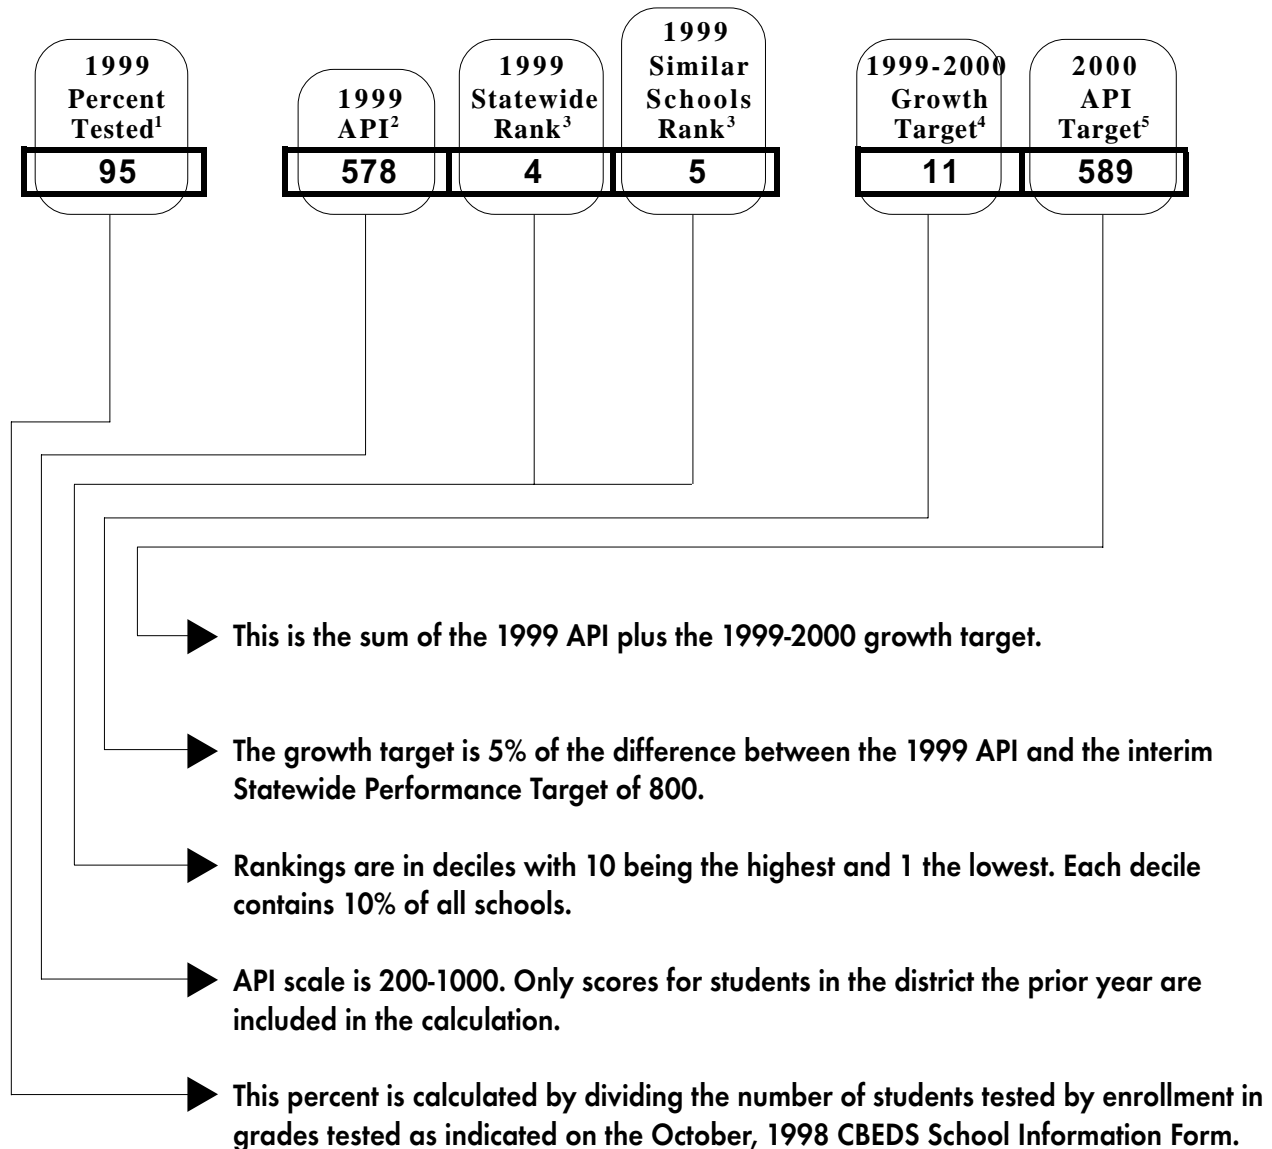 1999
Percent
Tested1
95
1999
API2
578
1999
Statewide
Rank3
4
1999
Similar
Schools
Rank3
5
1999-2000
Growth
Target4
11
2000
API
Target5
589
This is the sum of the 1999 API plus the 1999-2000 growth target.
The growth target is 5% of the difference between the 1999 API and the interim
Statewide Performance Target of 800.
Rankings are in deciles with 10 being the highest and 1 the lowest. Each decile
contains 10% of all schools.
API scale is 200-1000. Only scores for students in the district the prior year are
included in the calculation.
This percent is calculated by dividing the number of students tested by enrollment in
grades tested as indicated on the October, 1998 CBEDS School Information Form.